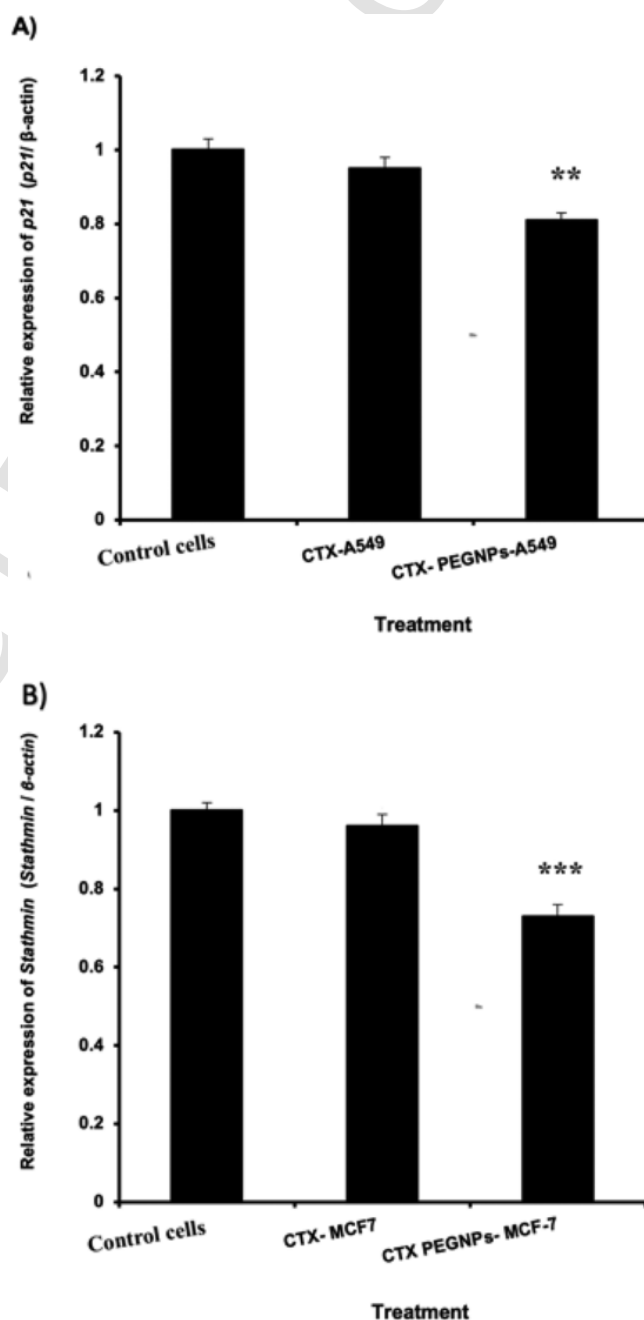 A)
Relative expression of p21 (p21/ β-actin)
1.2
1
0.8
0.6
0.4
0.2
0
**
Control cells
CTX-A549
CTX- PEGNPs-A549
Treatment
B)
Relative expression of Stathmin (Stathmin / β-actin)
1.2
1
0.8
0.6
0.4
0.2
0
***
Control cells
CTX- MCF7
CTX PEGNPs- MCF-7
Treatment